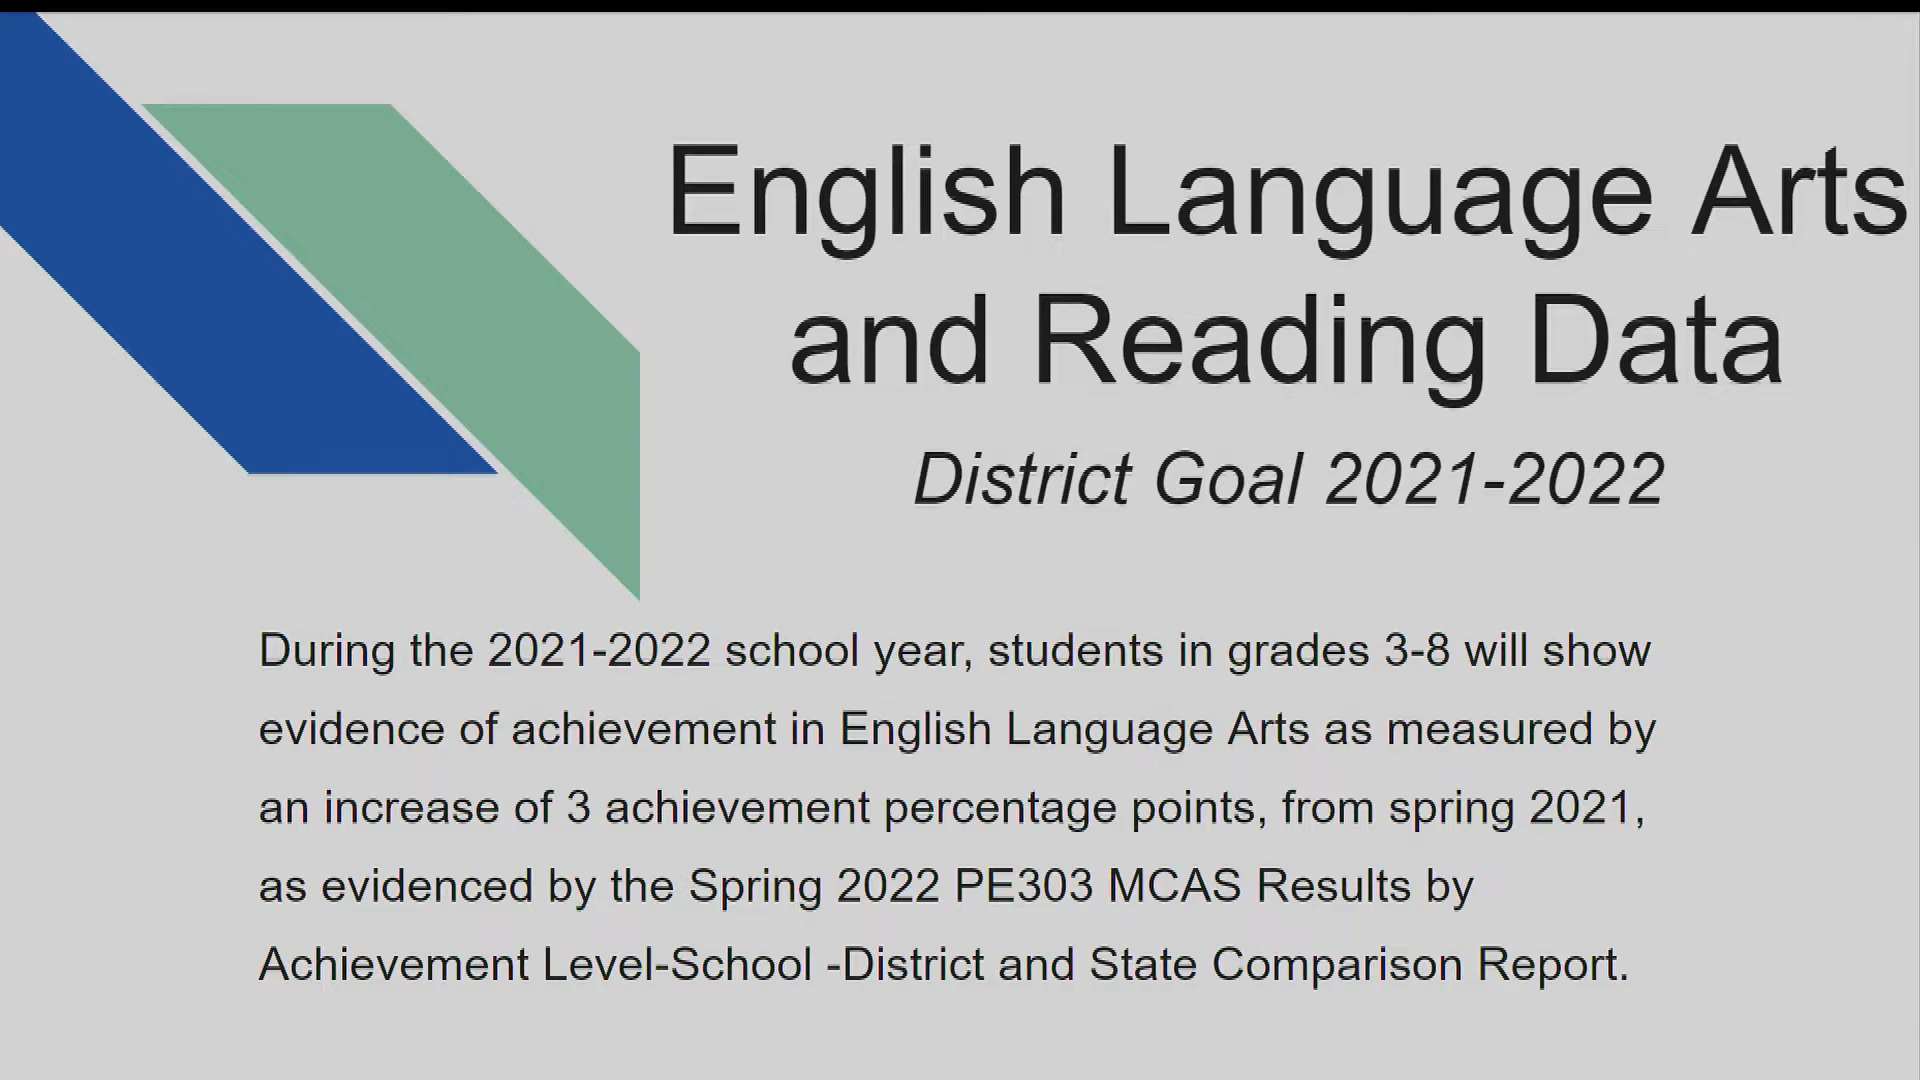 English Language Arts
and Reading Data
District Goal 2021-2022
During the 2021-2022 school year, students in grades 3-8 will show
evidence of achievement in English Language Arts as measured by
an increase of 3 achievement percentage points, from spring 2021,
as evidenced by the Spring 2022 PE303 MCAS Results by
Achievement Level-School -District and State Comparison Report.